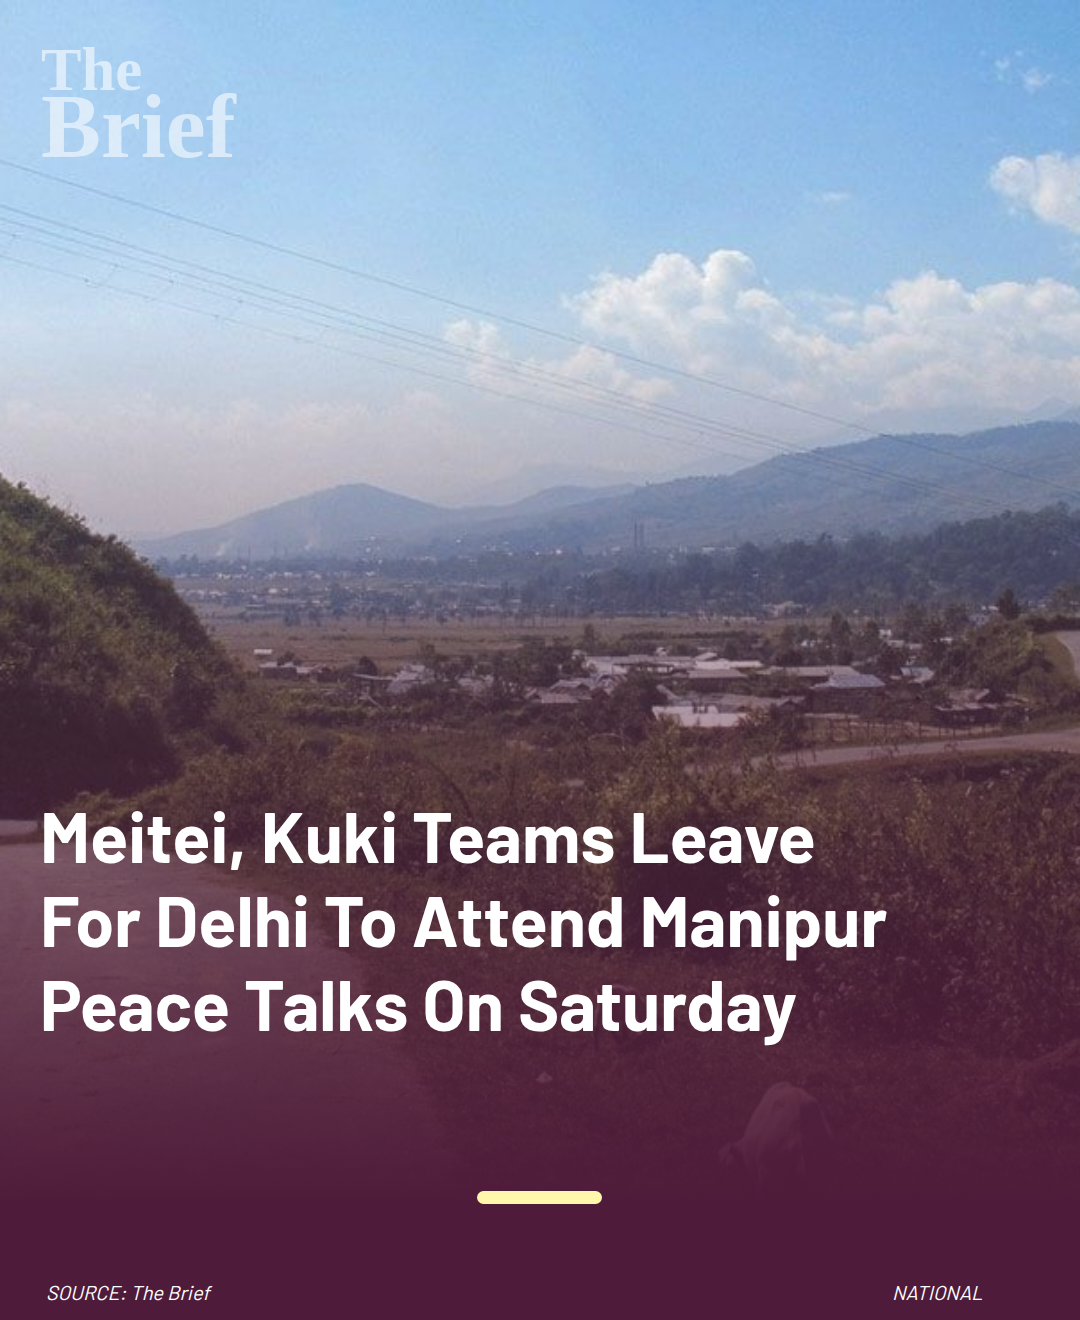 The
Brief
Meitei, Kuki Teams Leave
For Delhi To Attend Manipur
Peace Talks On Saturday
SOURCE: The Brief
NATIONAL